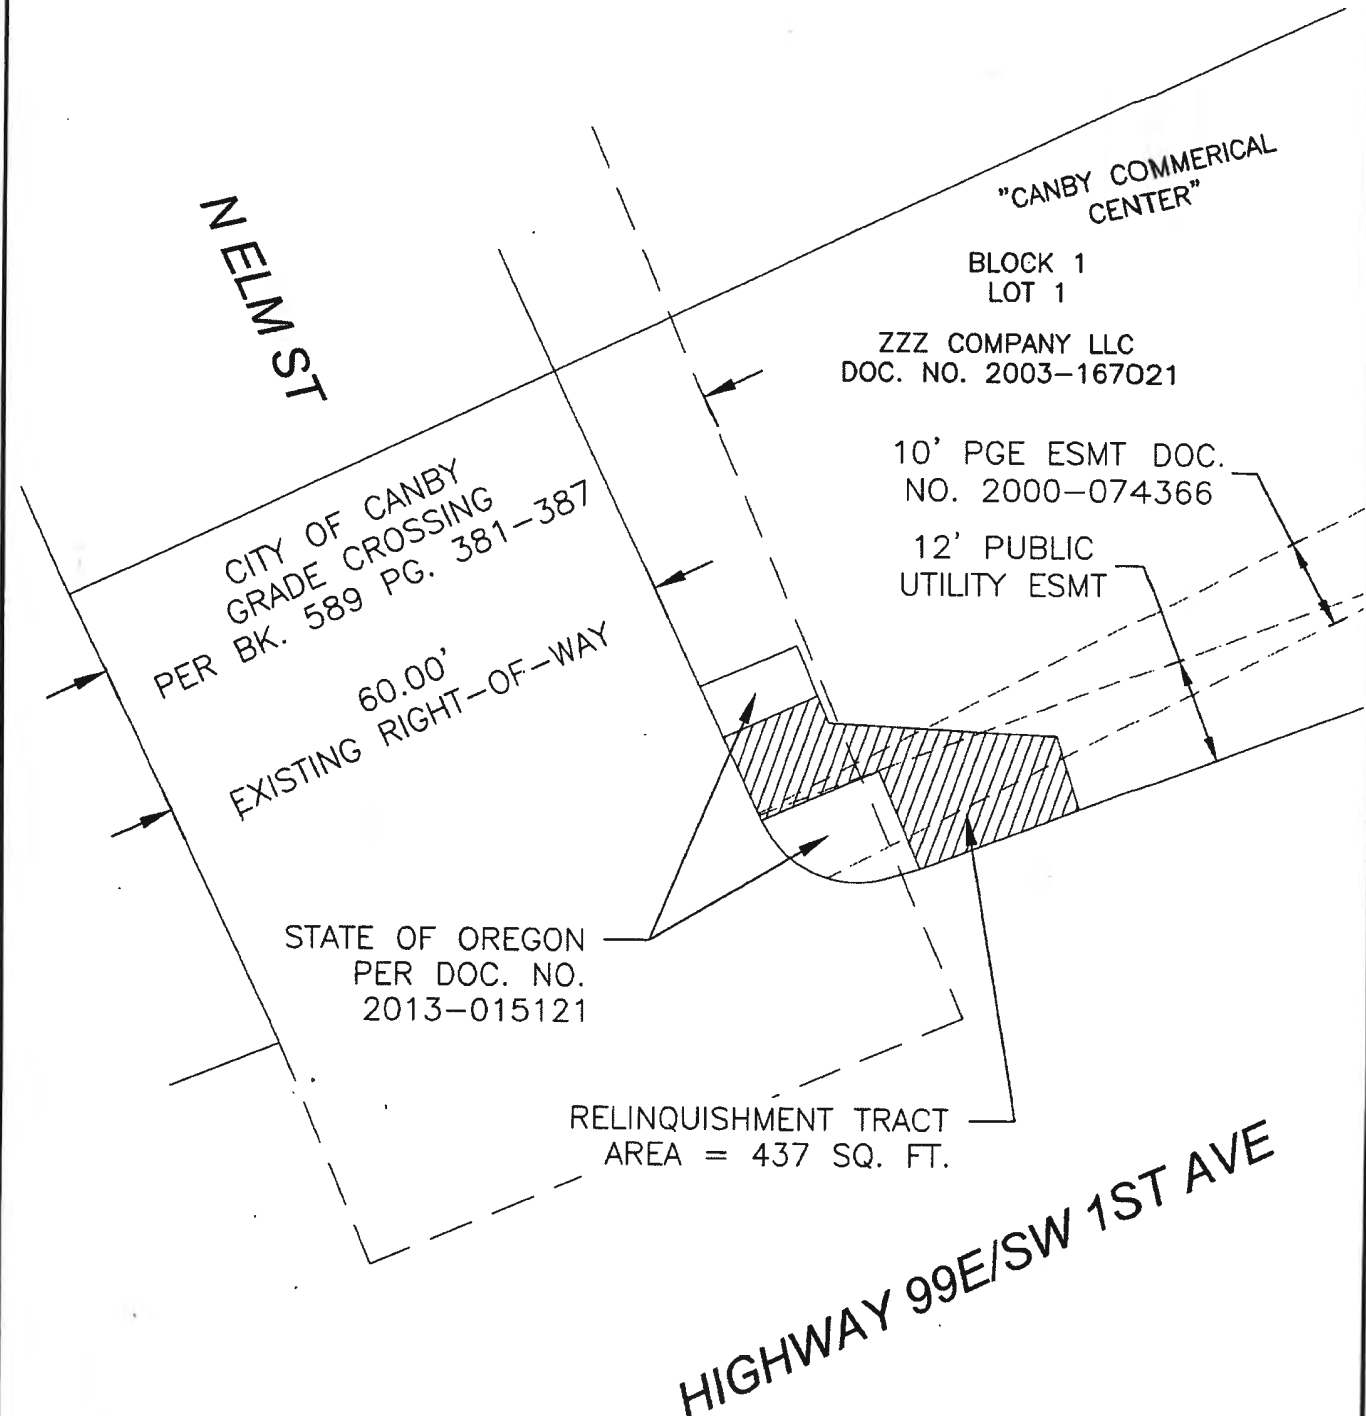 N ELM ST
"CANBY COMMERICAL
CENTER"
BLOCK 1
LOT 1
ZZZ COMPANY LLC
DOC. NO. 2003-167021
10' PGE ESMT DOC.
NO. 2000-074366
12' PUBLIC
UTILITY ESMT
CITY OF CANBY
GRADE CROSSING
PER BK. 589 PG. 381-387
60.00'
EXISTING RIGHT-OF-WAY
STATE OF OREGON
PER DOC. NO.
2013-015121
RELINQUISHMENT TRACT
AREA = 437 SQ. FT.
HIGHWAY 99E/SW 1ST AVE